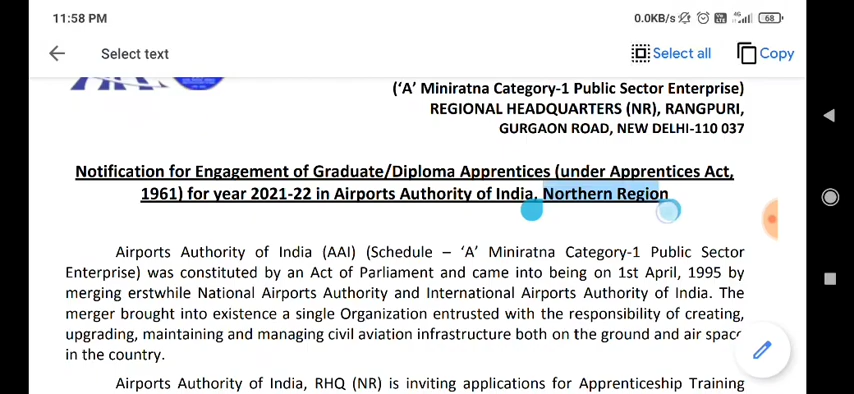 11:58 PM
0.0KB/s 4G 68
Select text
Select all
Copy
('A' Miniratna Category-1 Public Sector Enterprise)
REGIONAL HEADQUARTERS (NR), RANGPURI,
GURGAON ROAD, NEW DELHI-110 037
Notification for Engagement of Graduate/Diploma Apprentices (under Apprentices Act,
1961) for year 2021-22 in Airports Authority of India, Northern Region
Airports Authority of India (AAI) (Schedule – 'A' Miniratna Category-1 Public Sector
Enterprise) was constituted by an Act of Parliament and came into being on 1st April, 1995 by
merging erstwhile National Airports Authority and International Airports Authority of India. The
merger brought into existence a single Organization entrusted with the responsibility of creating,
upgrading, maintaining and managing civil aviation infrastructure both on the ground and air space
in the country.
Airports Authority of India, RHQ (NR) is inviting applications for Apprenticeship Training